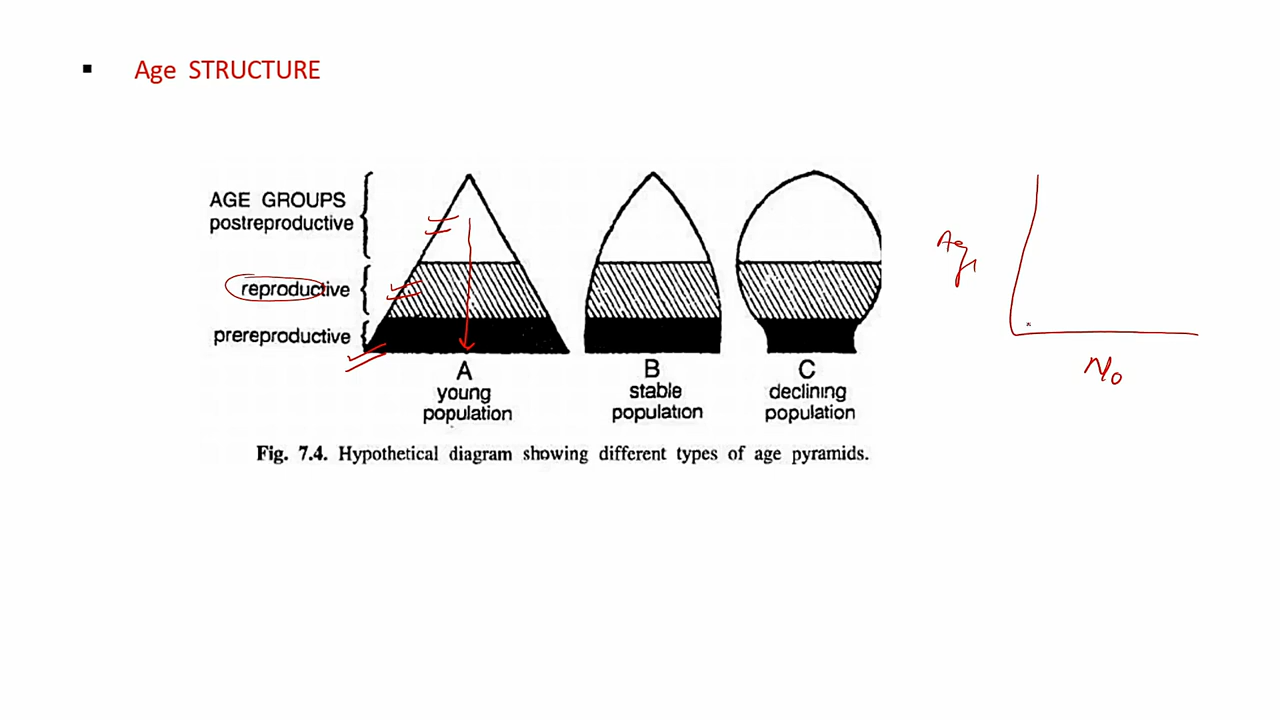 ▪ Age STRUCTURE
AGE GROUPS
postreproductive
reproductive
prereproductive
A
young
population
B
stable
population
C
declining
population
Fig. 7.4. Hypothetical diagram showing different types of age pyramids.
Age
No